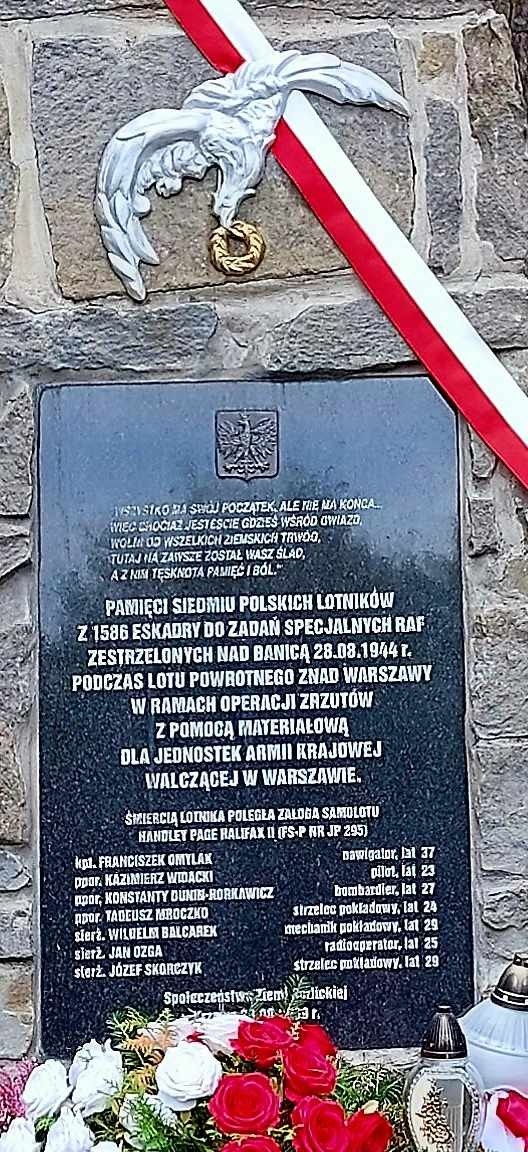 „WSZYSTKO MA SWÓJ POCZĄTEK, ALE NIE MA KOŃCA...
WIĘC CHOCIAŻ JESTEŚCIE GDZIEŚ WŚRÓD GWIAZD,
WOLNI OD WSZELKICH ZIEMSKICH TRWÓG,
TUTAJ NA ZAWSZE ZOSTAŁ WASZ ŚLAD,
A Z NIM TĘSKNOTA PAMIĘĆ I BÓL."
PAMIĘCI SIEDMIU POLSKICH LOTNIKÓW
Z 1586 ESKADRY DO ZADAŃ SPECJALNYCH RAF
ZESTRZELONYCH NAD BANICĄ 28.08.1944 r.
PODCZAS LOTU POWROTNEGO ZNAD WARSZAWY
W RAMACH OPERACJI ZRZUTÓW
Z POMOCĄ MATERIAŁOWĄ
DLA JEDNOSTEK ARMII KRAJOWEJ
WALCZĄCEJ W WARSZAWIE.
ŚMIERCIĄ LOTNIKA POLEGŁA ZAŁOGA SAMOLOTU
HANDLEY PAGE HALIFAX II (FS-P NR JP 295)
kpt. FRANCISZEK OMYLAK nawigator, lat 37
ppor. KAZIMIERZ WIDACKI pilot, lat 23
ppor. KONSTANTY DUNIN-HORKAWICZ bombardier, lat 27
ppor. TADEUSZ MROCZKO strzelec pokładowy, lat 24
sierż. WILHELM BALCAREK mechanik pokładowy, lat 29
sierż. JAN OZGA radiooperator, lat 25
sierż. JÓZEF SKORCZYK strzelec pokładowy, lat 29
Społeczeństwo Ziemi
r.